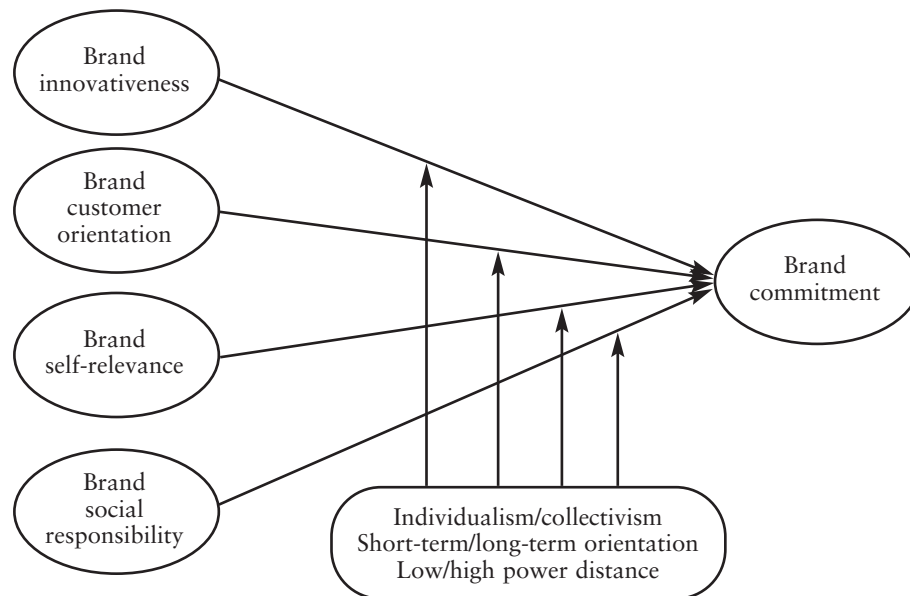 Brand
innovativeness
Brand
customer
orientation
Brand
self-relevance
Brand
social
responsibility
Brand
commitment
Individualism/collectivism
Short-term/long-term orientation
Low/high power distance